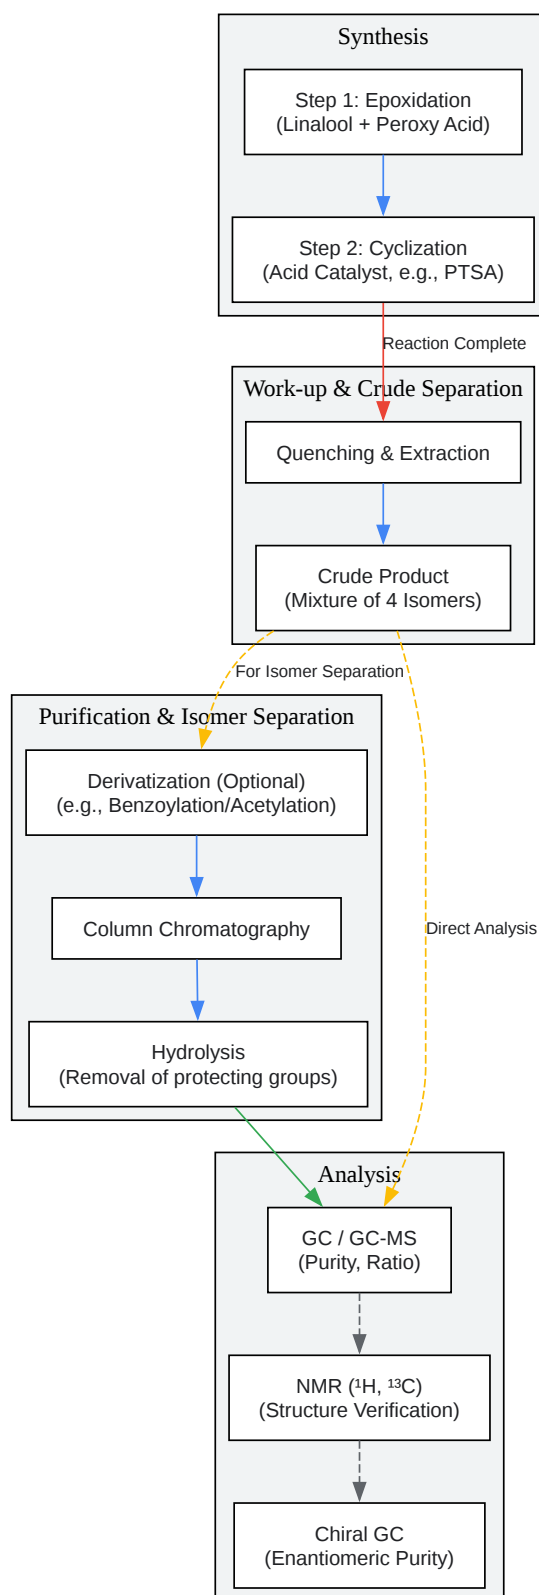 Synthesis
Step 1: Epoxidation
(Linalool + Peroxy Acid)
Step 2: Cyclization
(Acid Catalyst, e.g., PTSA)
Reaction Complete
Work-up & Crude Separation
Quenching & Extraction
Crude Product
(Mixture of 4 Isomers)
For Isomer Separation
Purification & Isomer Separation
Derivatization (Optional)
(e.g., Benzoylation/Acetylation)
Column Chromatography
Direct Analysis
Hydrolysis
(Removal of protecting groups)
Analysis
GC / GC-MS
(Purity, Ratio)
NMR (¹H, ¹³C)
(Structure Verification)
Chiral GC
(Enantiomeric Purity)